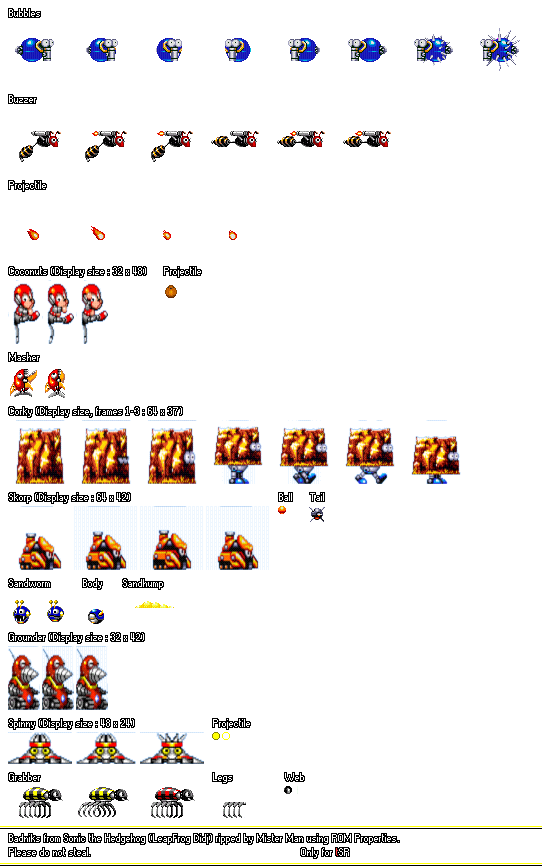 Bubbles
Buzzer
Projectile
Coconuts (Display size : 32 x 48) Projectile
Masher
Corky (Display size, frames 1-3 : 64 x 37)
Skorp (Display size : 64 x 42) Ball Tail
Sandworm Body Sandhump
Grounder (Display size : 32 x 42)
Spinny (Display size : 48 x 24) Projectile
Grabber Legs Web
Badniks from Sonic the Hedgehog (LeapFrog Didj) ripped by Mister Man using ROM Properties.
Please do not steal. Only for tSR